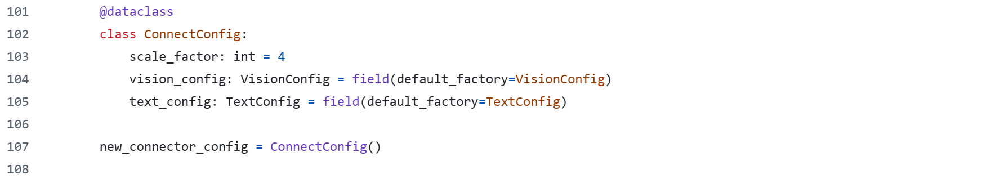 101 @dataclass
102 class ConnectConfig:
103 scale_factor: int = 4
104 vision_config: VisionConfig = field(default_factory=VisionConfig)
105 text_config: TextConfig = field(default_factory=TextConfig)
106
107 new_connector_config = ConnectConfig()
108